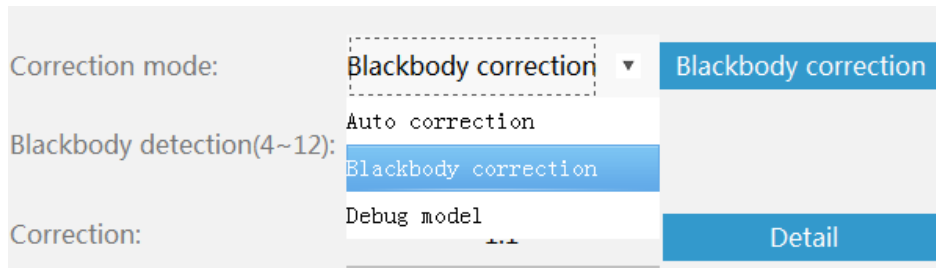 Correction mode: Blackbody correction ▼ Blackbody correction
Auto correction
Blackbody detection(4~12):
Blackbody correction
Debug model
Correction: Detail